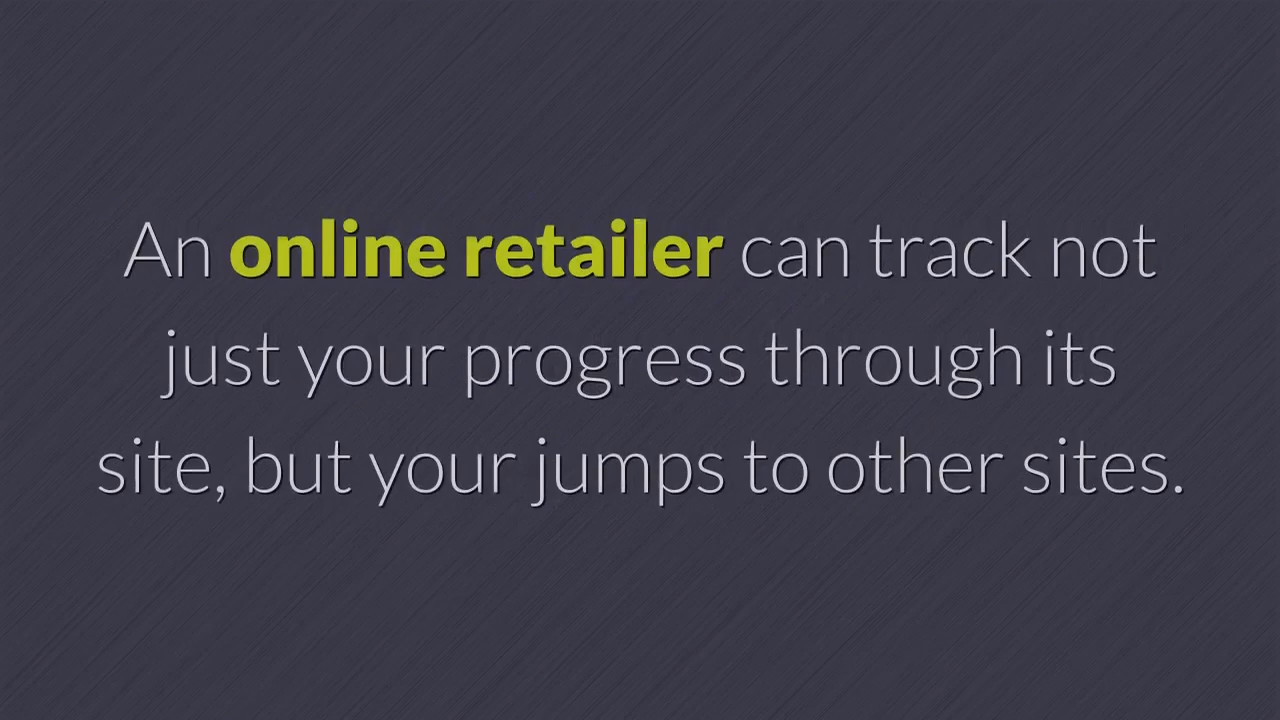 An online retailer can track not
just your progress through its
site, but your jumps to other sites.